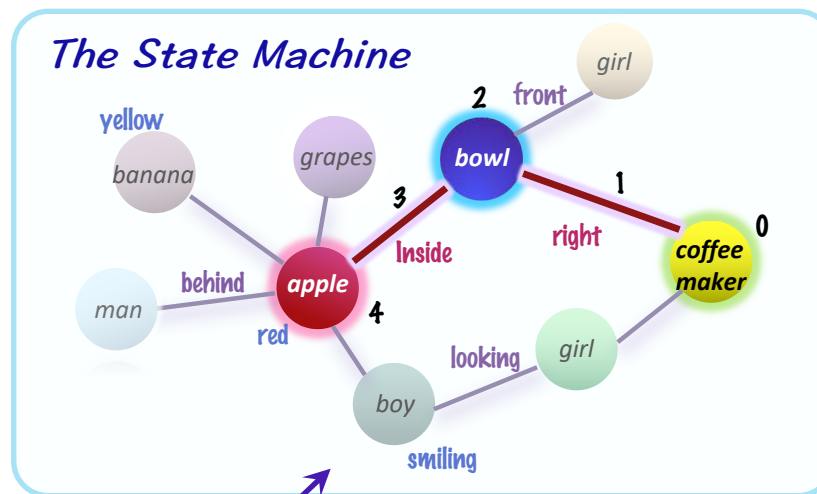 The State Machine
girl
2
front
yellow
bowl
grapes
banana
1
3
0
right
Inside
coffee
maker
behind
apple
man
4
red
looking
girl
boy
smiling